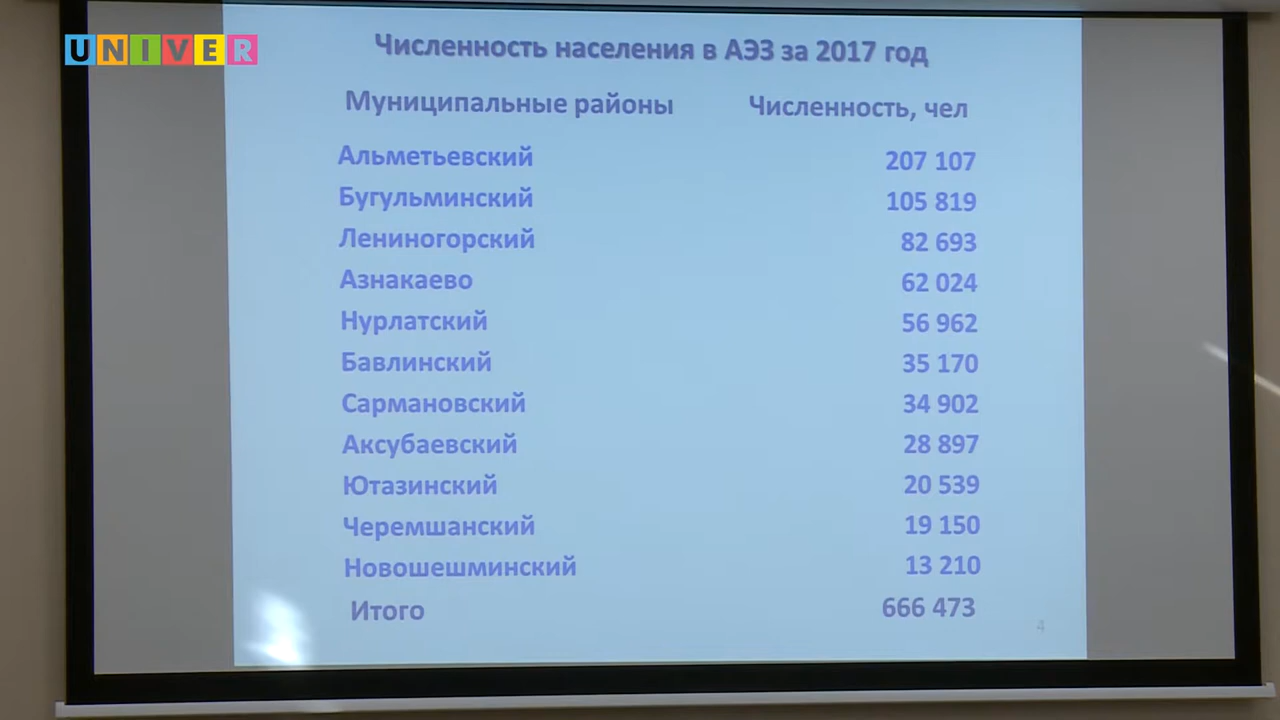 UNIVER
Численность населения в АЭЗ за 2017 год
Муниципальные районы Численность, чел
Альметьевский 207 107
Бугульминский 105 819
Лениногорский 82 693
Азнакаево 62 024
Нурлатский 56 962
Бавлинский 35 170
Сармановский 34 902
Аксубаевский 28 897
Ютазинский 20 539
Черемшанский 19 150
Новошешминский 13 210
Итого 666 473
4